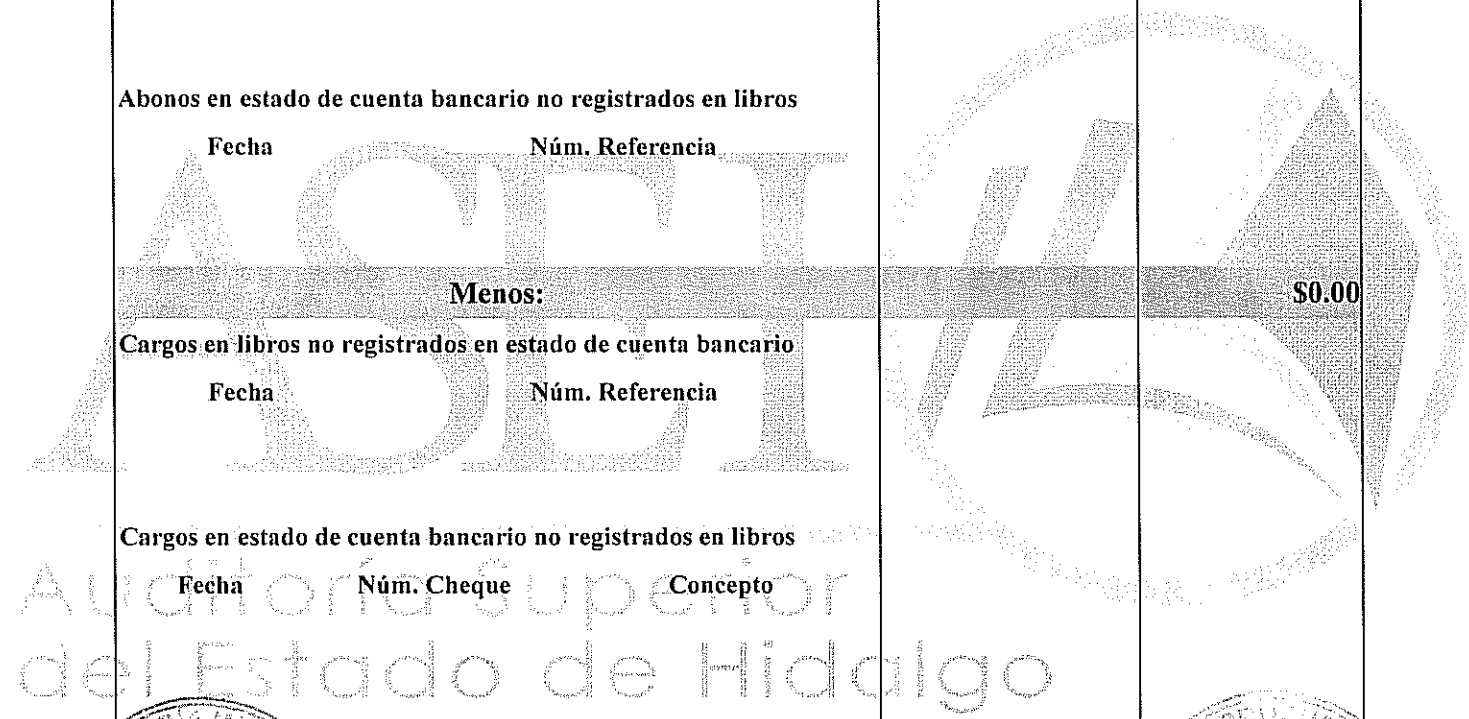 Abonos en estado de cuenta bancario no registrados en libros
Fecha Núm. Referencia
ASEH
Menos: $0.00
Cargos en libros no registrados en estado de cuenta bancario
Fecha Núm. Referencia
Cargos en estado de cuenta bancario no registrados en libros
Fecha Núm. Cheque Concepto
Auditoría Superior
del Estado de Hidalgo